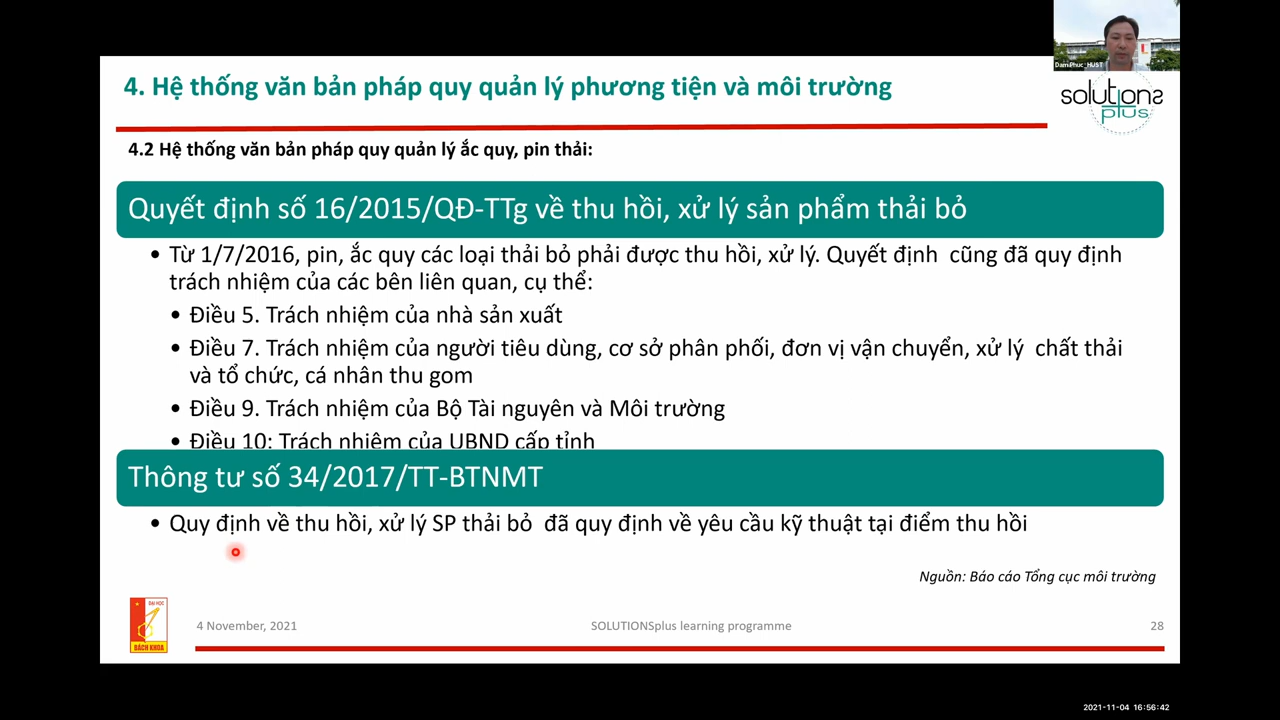 Dam Phuc_HUST
4. Hệ thống văn bản pháp quy quản lý phương tiện và môi trường
solutions
plus
4.2 Hệ thống văn bản pháp quy quản lý ắc quy, pin thải:
Quyết định số 16/2015/QĐ-TTg về thu hồi, xử lý sản phẩm thải bỏ
• Từ 1/7/2016, pin, ắc quy các loại thải bỏ phải được thu hồi, xử lý. Quyết định cũng đã quy định
trách nhiệm của các bên liên quan, cụ thể:
• Điều 5. Trách nhiệm của nhà sản xuất
• Điều 7. Trách nhiệm của người tiêu dùng, cơ sở phân phối, đơn vị vận chuyển, xử lý chất thải
và tổ chức, cá nhân thu gom
• Điều 9. Trách nhiệm của Bộ Tài nguyên và Môi trường
• Điều 10: Trách nhiệm của UBND cấp tỉnh
Thông tư số 34/2017/TT-BTNMT
• Quy định về thu hồi, xử lý SP thải bỏ đã quy định về yêu cầu kỹ thuật tại điểm thu hồi
Nguồn: Báo cáo Tổng cục môi trường
ĐẠI HỌC
BÁCH KHOA
4 November, 2021
SOLUTIONSplus learning programme
28
2021-11-04 16:56:42